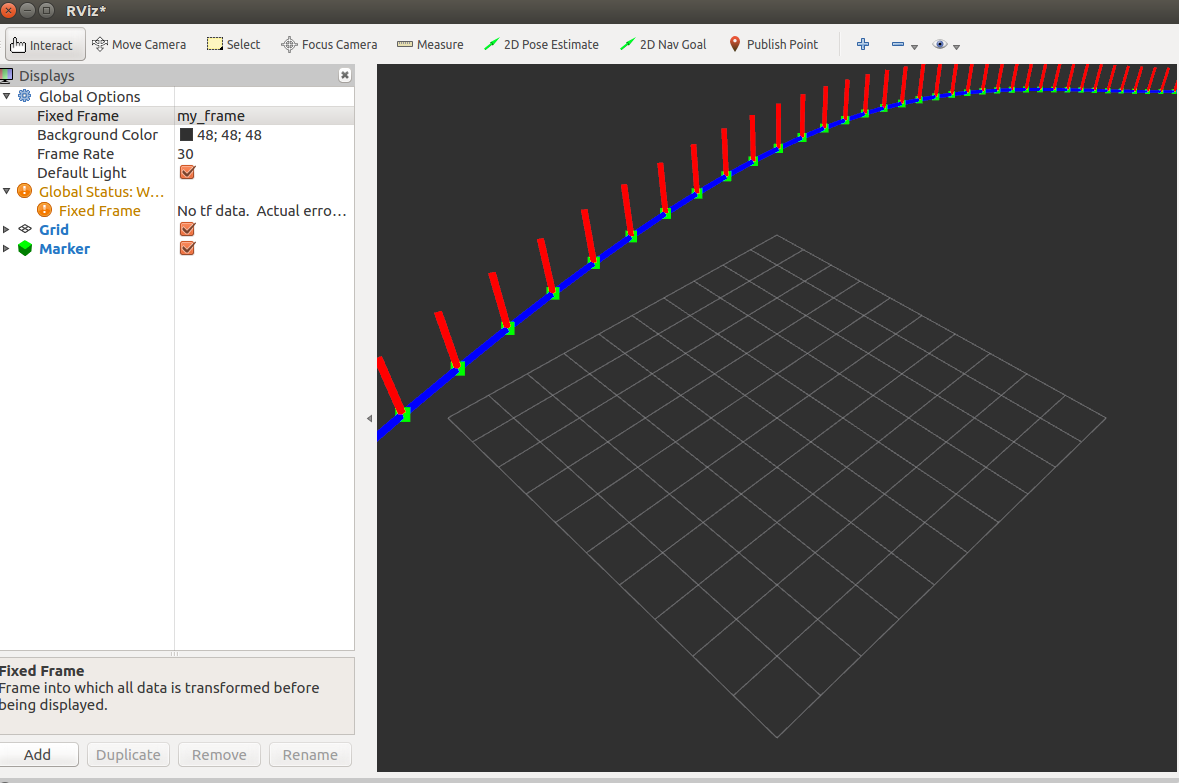 RViz*
Interact Move Camera Select Focus Camera Measure 2D Pose Estimate 2D Nav Goal Publish Point
Displays
Global Options
Fixed Frame my_frame
Background Color 48; 48; 48
Frame Rate 30
Default Light
Global Status: W...
Fixed Frame No tf data. Actual erro...
Grid
Marker
Fixed Frame
Frame into which all data is transformed before
being displayed.
Add Duplicate Remove Rename